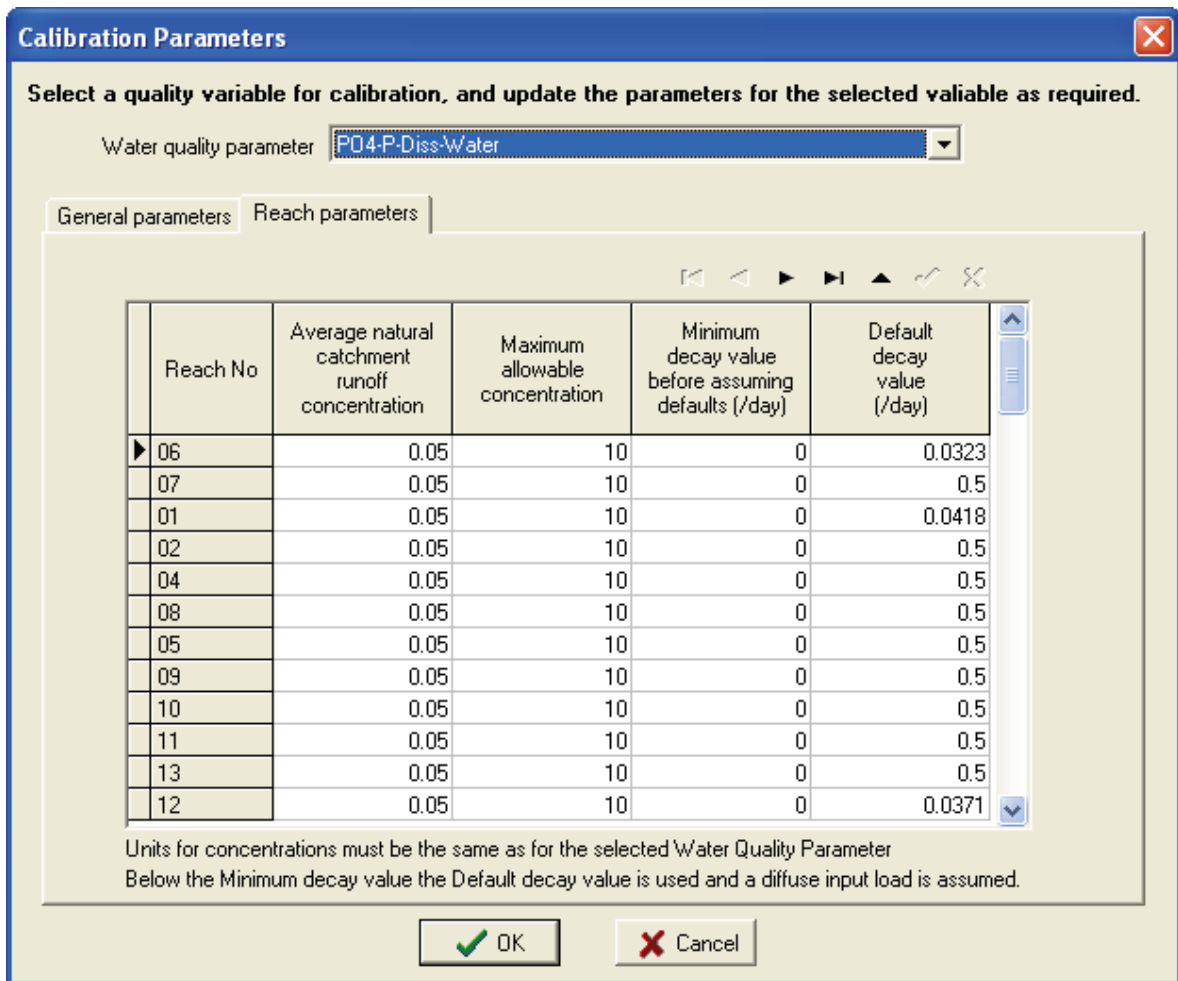 Calibration Parameters
Select a quality variable for calibration, and update the parameters for the selected valiable as required.
Water quality parameter PO4-P-Diss-Water
General parameters Reach parameters
Reach No
Average natural
catchment
runoff
concentration
Maximum
allowable
concentration
Minimum
decay value
before assuming
defaults (/day)
Default
decay
value
(/day)
06 0.05 10 0 0.0323
07 0.05 10 0 0.5
01 0.05 10 0 0.0418
02 0.05 10 0 0.5
04 0.05 10 0 0.5
08 0.05 10 0 0.5
05 0.05 10 0 0.5
09 0.05 10 0 0.5
10 0.05 10 0 0.5
11 0.05 10 0 0.5
13 0.05 10 0 0.5
12 0.05 10 0 0.0371
Units for concentrations must be the same as for the selected Water Quality Parameter
Below the Minimum decay value the Default decay value is used and a diffuse input load is assumed.
OK Cancel